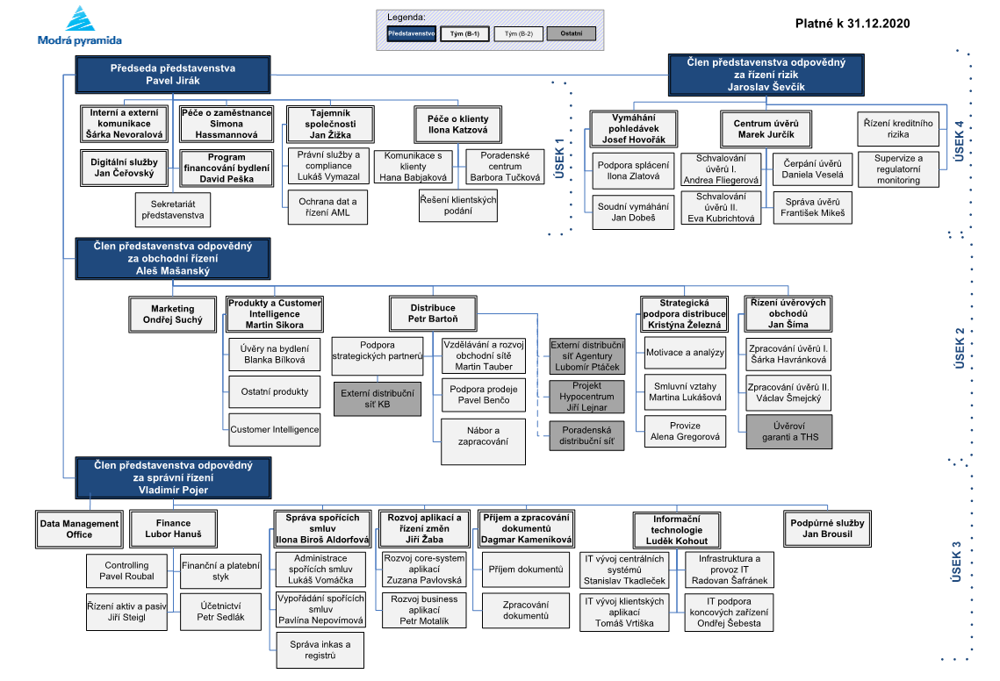 Modrá pyramida
Legenda:
Představenstvo
Tým (B-1)
Tým (B-2)
Ostatní
Platné k 31.12.2020
Předseda představenstva
Pavel Jirák
Člen představenstva odpovědný
za řízení rizik
Jaroslav Ševčík
Interní a externí
komunikace
Šárka Nevoralová
Péče o zaměstnance
Simona
Hassmannová
Tajemník
společnosti
Jan Žižka
Péče o klienty
Ilona Katzová
Digitální služby
Jan Čeřovský
Program
financování bydlení
David Peška
Právní služby a
compliance
Lukáš Vymazal
Komunikace s
klienty
Hana Babjaková
Poradenské
centrum
Barbora Tučková
Sekretariát
představenstva
Ochrana dat a
řízení AML
Řešení klientských
podání
ÚSEK 1
Vymáhání
pohledávek
Josef Hovořák
Centrum úvěrů
Marek Jurčík
Řízení kreditního
rizika
Podpora splácení
Ilona Zlatová
Schvalování
úvěrů I.
Andrea Fliegerová
Čerpání úvěrů
Daniela Veselá
Supervize a
regulatorní
monitoring
Soudní vymáhání
Jan Dobeš
Schvalování
úvěrů II.
Eva Kubrichtová
Správa úvěrů
František Mikeš
ÚSEK 4
Člen představenstva odpovědný
za obchodní řízení
Aleš Mašanský
Marketing
Ondřej Suchý
Produkty a Customer
Intelligence
Martin Sikora
Distribuce
Petr Bartoň
Strategická
podpora distribuce
Kristýna Železná
Řízení úvěrových
obchodů
Jan Šíma
Úvěry na bydlení
Blanka Bílková
Podpora
strategických partnerů
Vzdělávání a rozvoj
obchodní sítě
Martin Tauber
Externí distribuční
síť Agentury
Lubomír Ptáček
Motivace a analýzy
Zpracování úvěrů I.
Šárka Havránková
Ostatní produkty
Externí distribuční
síť KB
Podpora prodeje
Pavel Benčo
Projekt
Hypocentrum
Jiří Lejnar
Smluvní vztahy
Martina Lukášová
Zpracování úvěrů II.
Václav Šmejcký
Customer Intelligence
Nábor a
zapracování
Poradenská
distribuční síť
Provize
Alena Gregorová
Úvěroví
garanti a THS
ÚSEK 2
Člen představenstva odpovědný
za správní řízení
Vladimír Pojer
Data Management
Office
Finance
Lubor Hanuš
Správa spořících
smluv
Ilona Biroš Aldorfová
Rozvoj aplikací a
řízení změn
Jiří Žaba
Příjem a zpracování
dokumentů
Dagmar Kameníková
Informační
technologie
Luděk Kohout
Podpúrné služby
Jan Brousil
Controlling
Pavel Roubal
Finanční a platební
styk
Administrace
spořících smluv
Lukáš Vomáčka
Rozvoj core-system
aplikací
Zuzana Pavlovská
Příjem dokumentů
IT vývoj centrálních
systémů
Stanislav Tkadleček
Infrastruktura a
provoz IT
Radovan Šafránek
Řízení aktiv a pasiv
Jiří Steigl
Účetnictví
Petr Sedlák
Vypořádání spořících
smluv
Pavlína Nepovímová
Rozvoj business
aplikací
Petr Motalík
Zpracování
dokumentů
IT vývoj klientských
aplikací
Tomáš Vrtiška
IT podpora
koncových zařízení
Ondřej Šebesta
Správa inkas a
registrů
ÚSEK 3